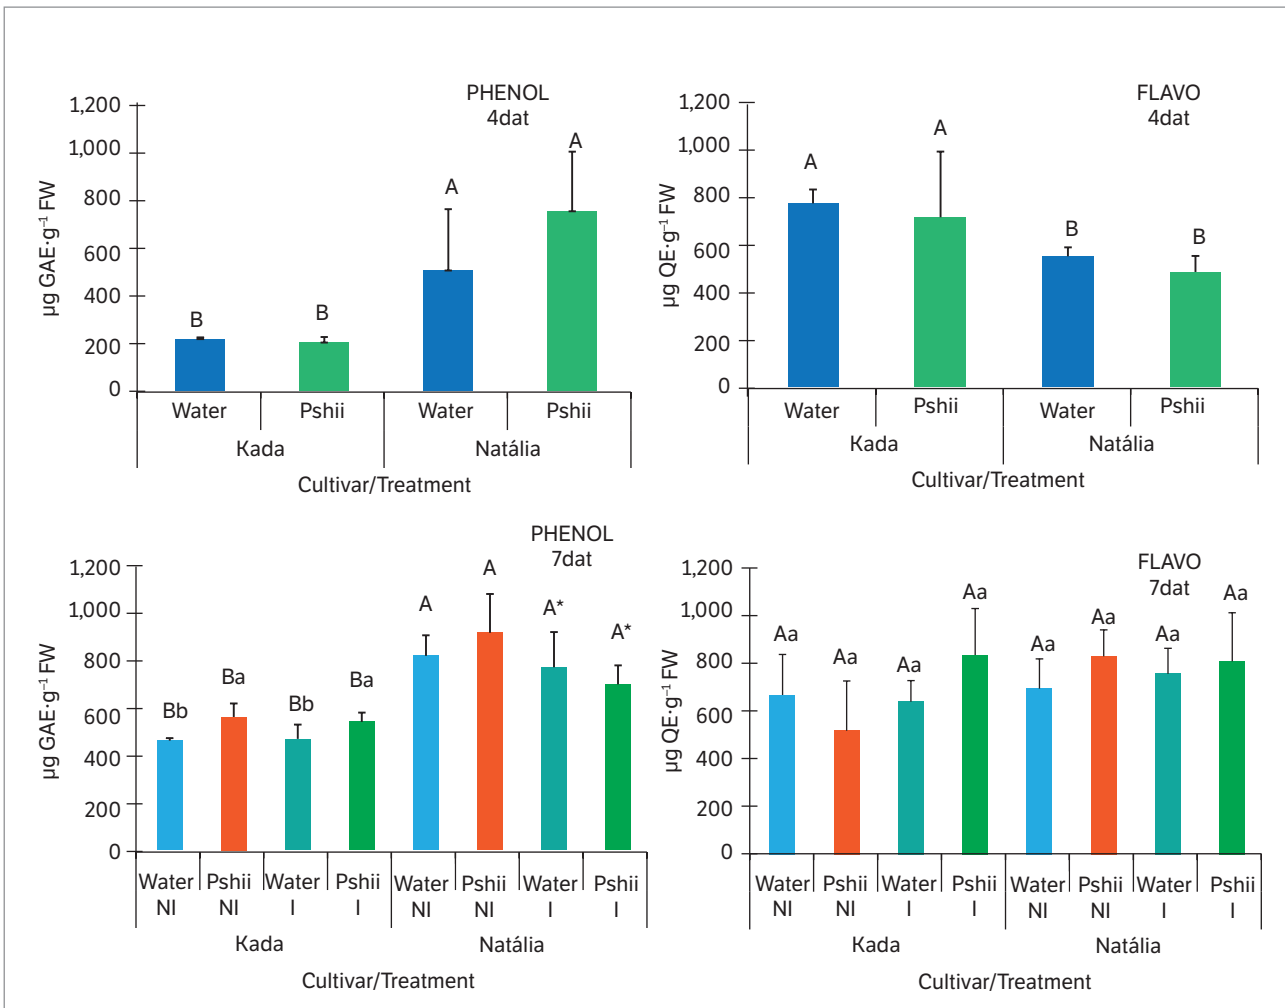 PHENOL
4dat
1,200
1,000
800
600
400
200
0
µg GAE·g⁻¹ FW
B
B
A
A
Water
Pshii
Water
Pshii
Kada
Natália
Cultivar/Treatment
FLAVO
4dat
1,200
1,000
800
600
400
200
0
µg QE·g⁻¹ FW
A
A
B
B
Water
Pshii
Water
Pshii
Kada
Natália
Cultivar/Treatment
PHENOL
7dat
1,200
1,000
800
600
400
200
0
µg GAE·g⁻¹ FW
Bb
Ba
Bb
Ba
A
A
A*
A*
Water Pshii Water Pshii Water Pshii Water Pshii
NI NI I I NI NI I I
Kada
Natália
Cultivar/Treatment
FLAVO
7dat
1,200
1,000
800
600
400
200
0
µg QE·g⁻¹ FW
Aa
Aa
Aa
Aa
Aa
Aa
Aa
Aa
Water Pshii Water Pshii Water Pshii Water Pshii
NI NI I I NI NI I I
Kada
Natália
Cultivar/Treatment